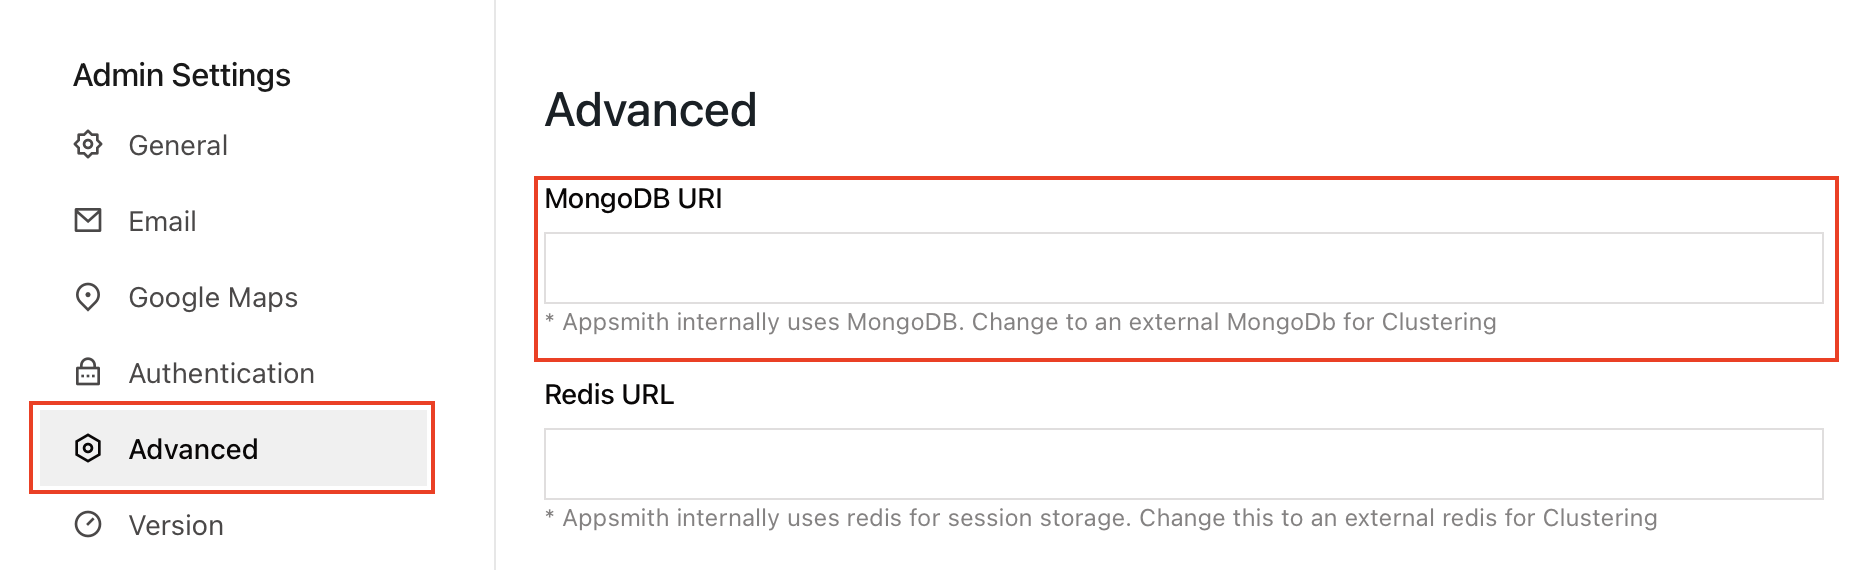 Admin Settings
General
Email
Google Maps
Authentication
Advanced
Version
Advanced
MongoDB URI
* Appsmith internally uses MongoDB. Change to an external MongoDb for Clustering
Redis URL
* Appsmith internally uses redis for session storage. Change this to an external redis for Clustering